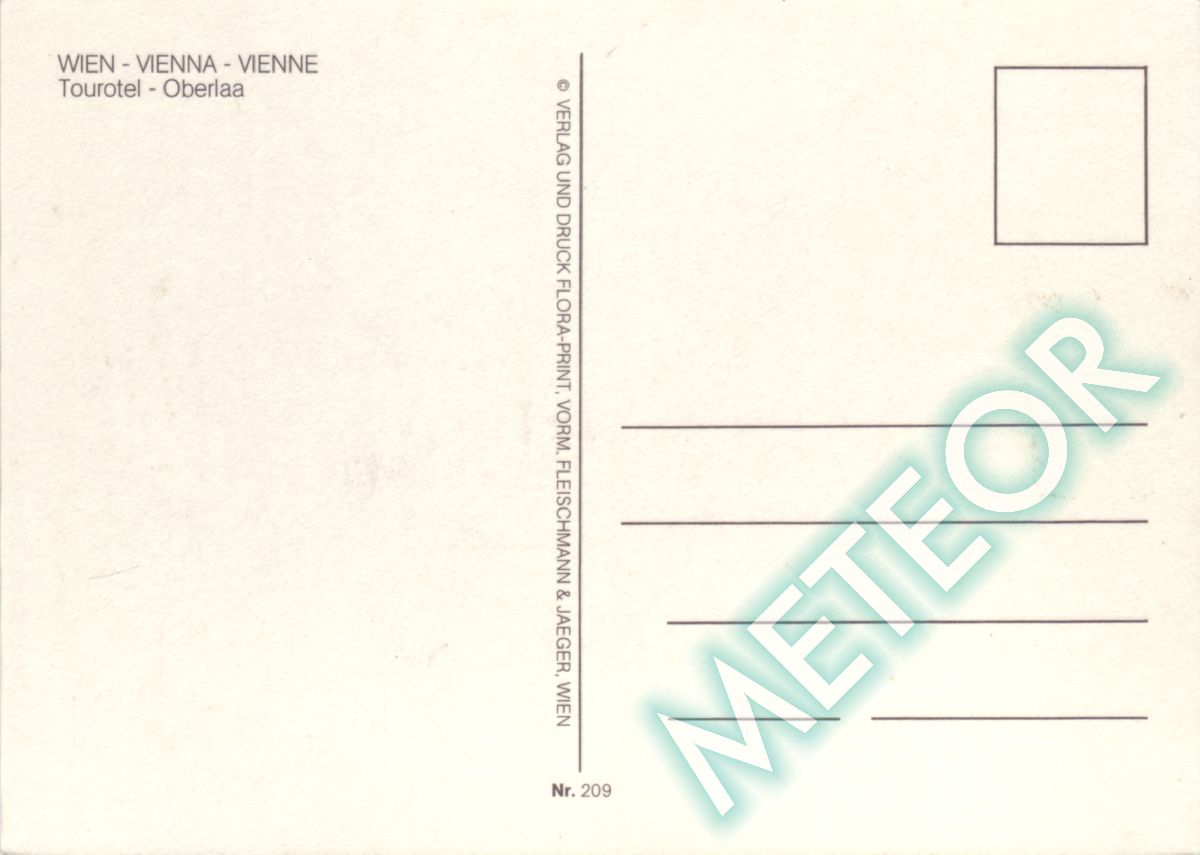 WIEN - VIENNA - VIENNE
Tourotel - Oberlaa
© VERLAG UND DRUCK FLORA-PRINT, VORM. FLEISCHMANN & JAEGER, WIEN
Nr. 209
METEOR